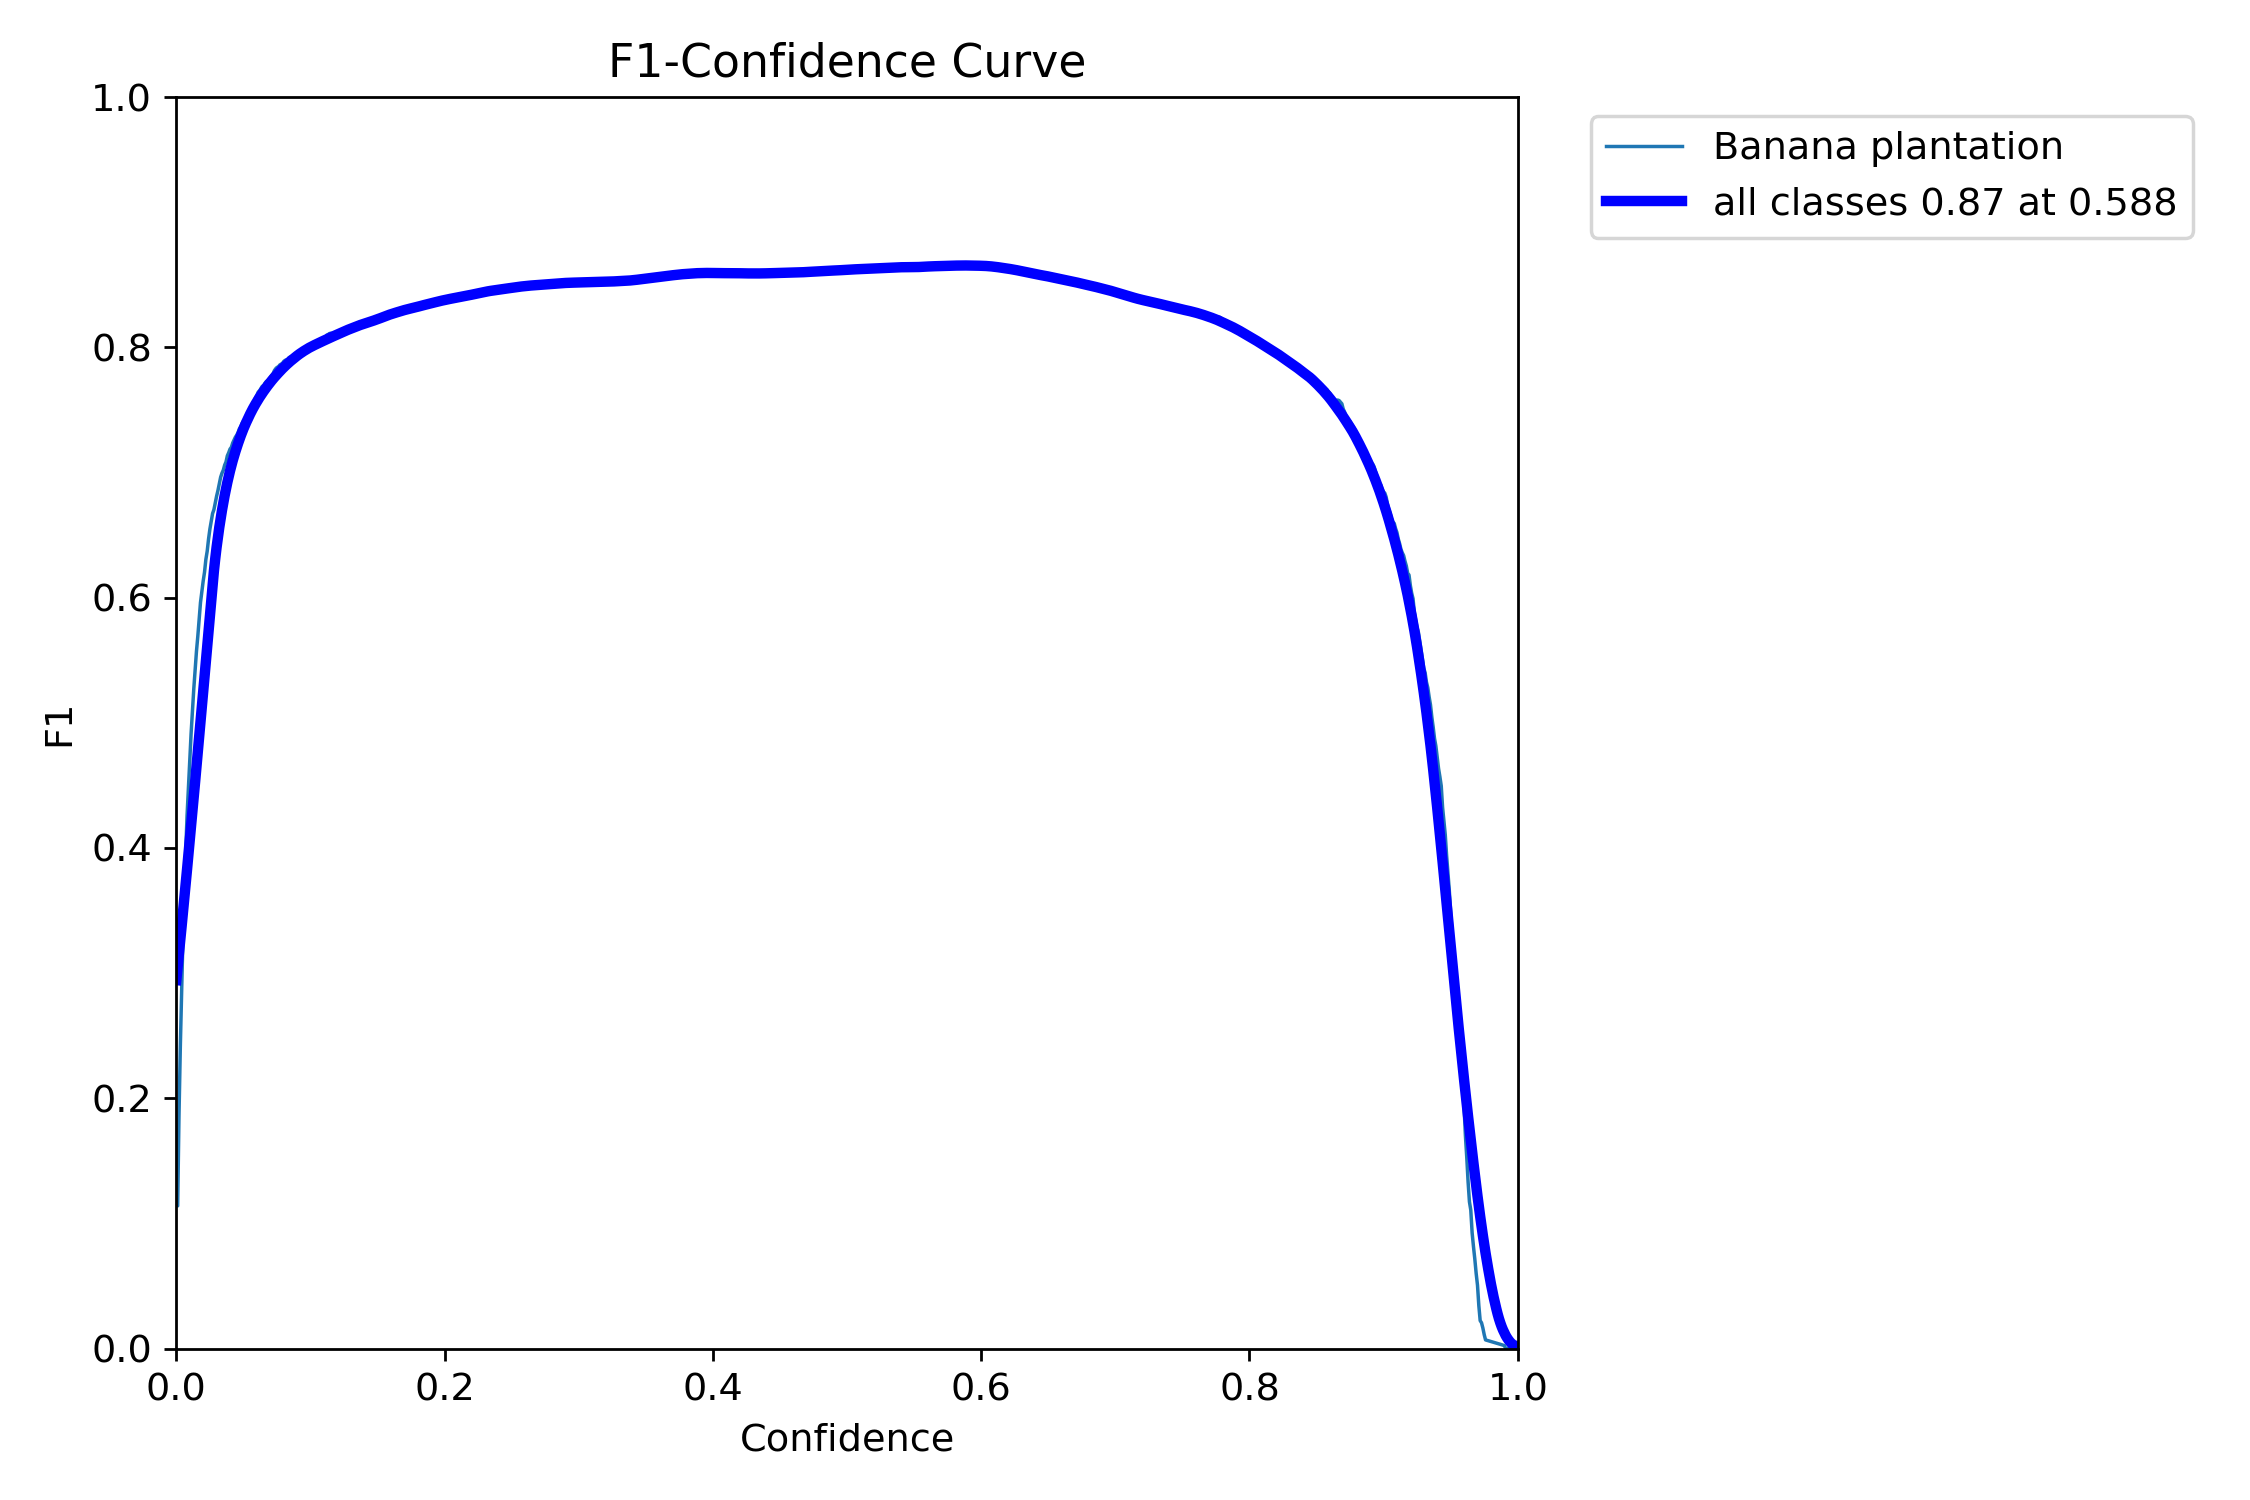 F1-Confidence Curve
Banana plantation
all classes 0.87 at 0.588
1.0
0.8
0.6
0.4
0.2
0.0
F1
0.0 0.2 0.4 0.6 0.8 1.0
Confidence